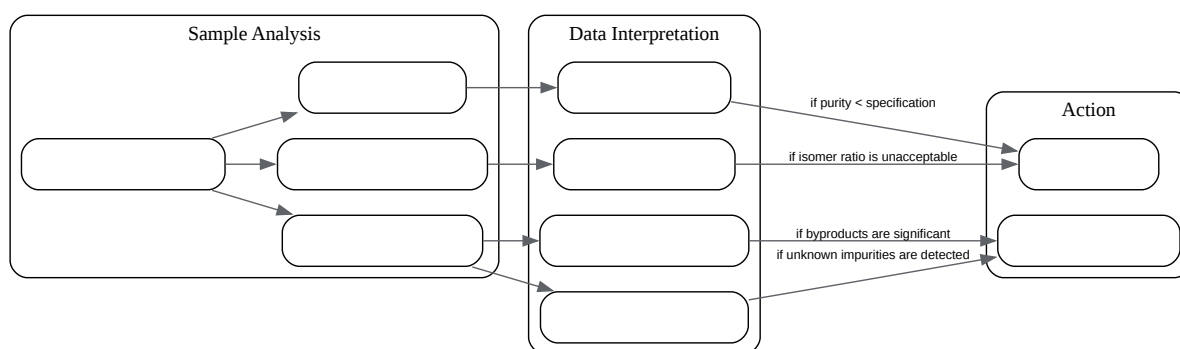 Sample Analysis
Data Interpretation
Action
if purity < specification
if isomer ratio is unacceptable
if byproducts are significant
if unknown impurities are detected